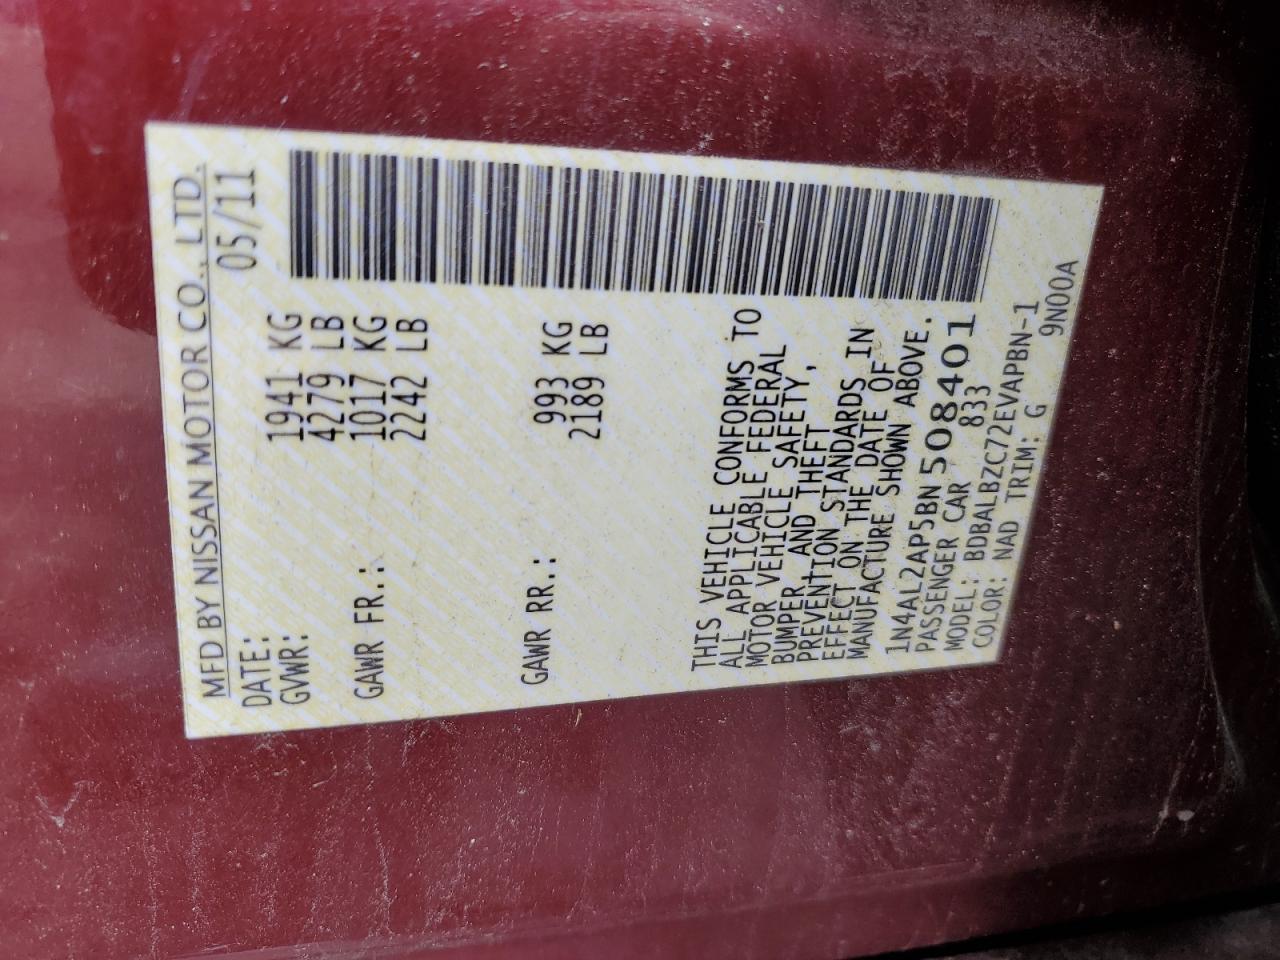 MFD BY NISSAN MOTOR CO., LTD.
DATE: 05/11
GVWR: 1941 KG
4279 LB
GAWR FR.: 1017 KG
2242 LB
GAWR RR.: 993 KG
2189 LB
THIS VEHICLE CONFORMS TO
ALL APPLICABLE FEDERAL
MOTOR VEHICLE SAFETY,
BUMPER AND THEFT
PREVENTION STANDARDS IN
EFFECT ON THE DATE OF
MANUFACTURE SHOWN ABOVE.
1N4AL2AP5BN508401
PASSENGER CAR 833
MODEL: BDBALBZC72EVAPBN-1
COLOR: NAD TRIM: G 9N00A